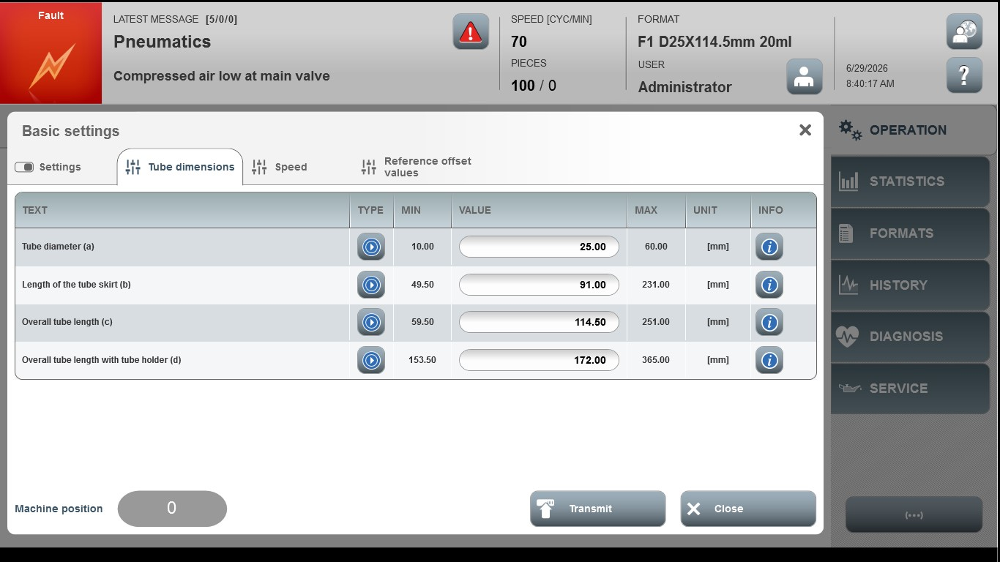 Fault
LATEST MESSAGE [5/0/0]
Pneumatics
Compressed air low at main valve
SPEED [CYC/MIN]
70
PIECES
100 / 0
FORMAT
F1 D25X114.5mm 20ml
USER
Administrator
6/29/2026
8:40:17 AM
?
Basic settings
Settings
Tube dimensions
Speed
Reference offset
values
TEXT TYPE MIN VALUE MAX UNIT INFO
Tube diameter (a) 10.00 25.00 60.00 [mm] i
Length of the tube skirt (b) 49.50 91.00 231.00 [mm] i
Overall tube length (c) 59.50 114.50 251.00 [mm] i
Overall tube length with tube holder (d) 153.50 172.00 365.00 [mm] i
Machine position 0
Transmit
Close
OPERATION
STATISTICS
FORMATS
HISTORY
DIAGNOSIS
SERVICE
(•••)